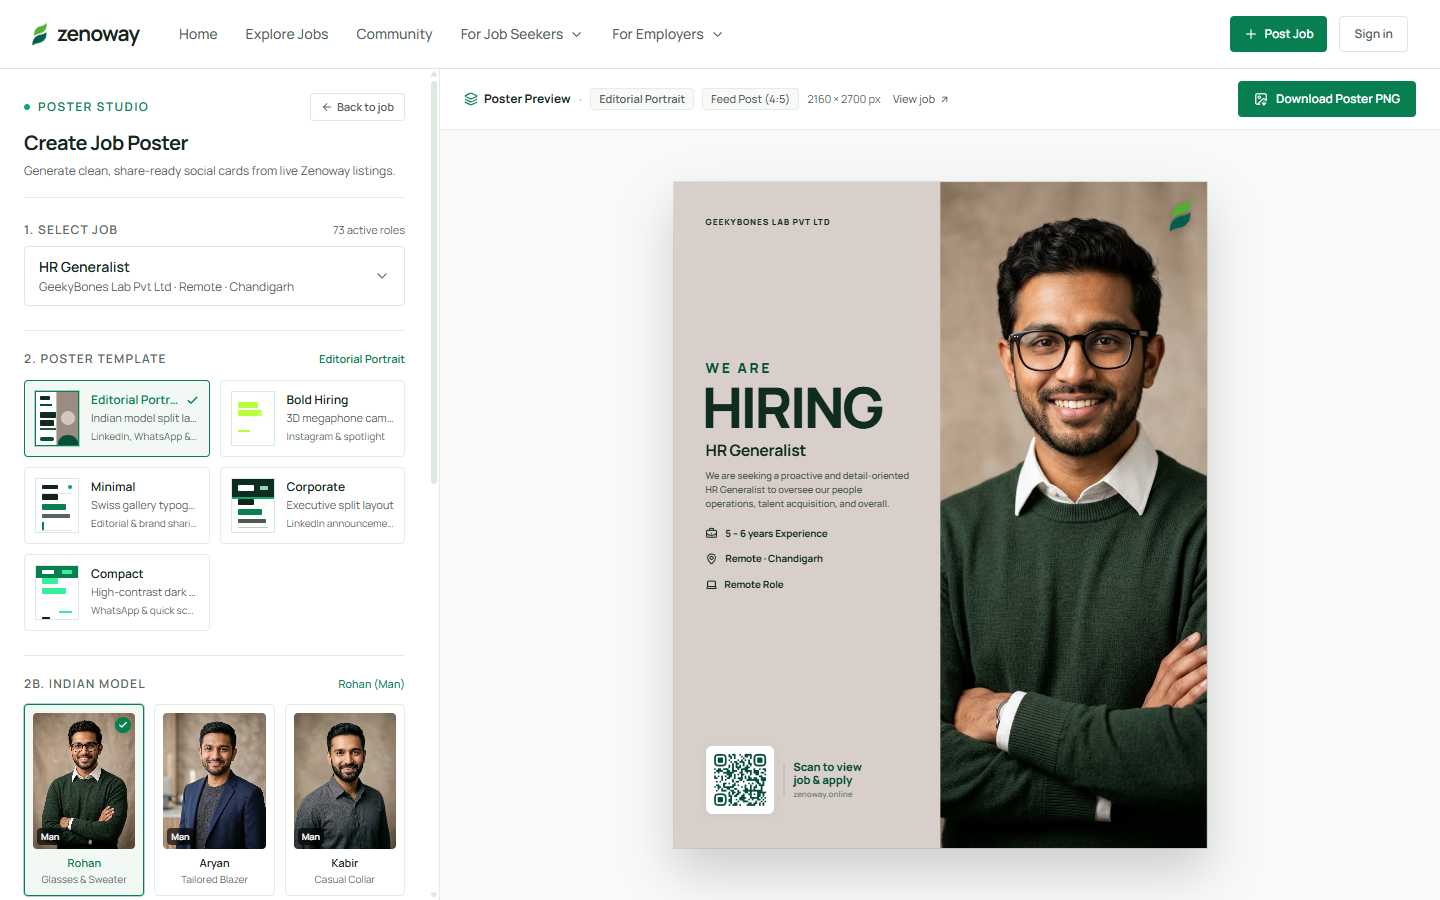 zenoway
Home
Explore Jobs
Community
For Job Seekers
For Employers
Post Job
Sign in
POSTER STUDIO
Back to job
Create Job Poster
Generate clean, share-ready social cards from live Zenoway listings.
1. SELECT JOB
73 active roles
HR Generalist
GeekyBones Lab Pvt Ltd · Remote · Chandigarh
2. POSTER TEMPLATE
Editorial Portrait
Editorial Portr...
Indian model split la...
LinkedIn, WhatsApp &...
Bold Hiring
3D megaphone cam...
Instagram & spotlight
Minimal
Swiss gallery typog...
Editorial & brand shari...
Corporate
Executive split layout
LinkedIn announceme...
Compact
High-contrast dark ...
WhatsApp & quick sc...
2B. INDIAN MODEL
Rohan (Man)
Man
Rohan
Glasses & Sweater
Man
Aryan
Tailored Blazer
Man
Kabir
Casual Collar
Poster Preview
Editorial Portrait
Feed Post (4:5)
2160 × 2700 px
View job
Download Poster PNG
GEEKYBONES LAB PVT LTD
WE ARE
HIRING
HR Generalist
We are seeking a proactive and detail-oriented
HR Generalist to oversee our people
operations, talent acquisition, and overall.
5 – 6 years Experience
Remote · Chandigarh
Remote Role
Scan to view
job & apply
zenoway.online